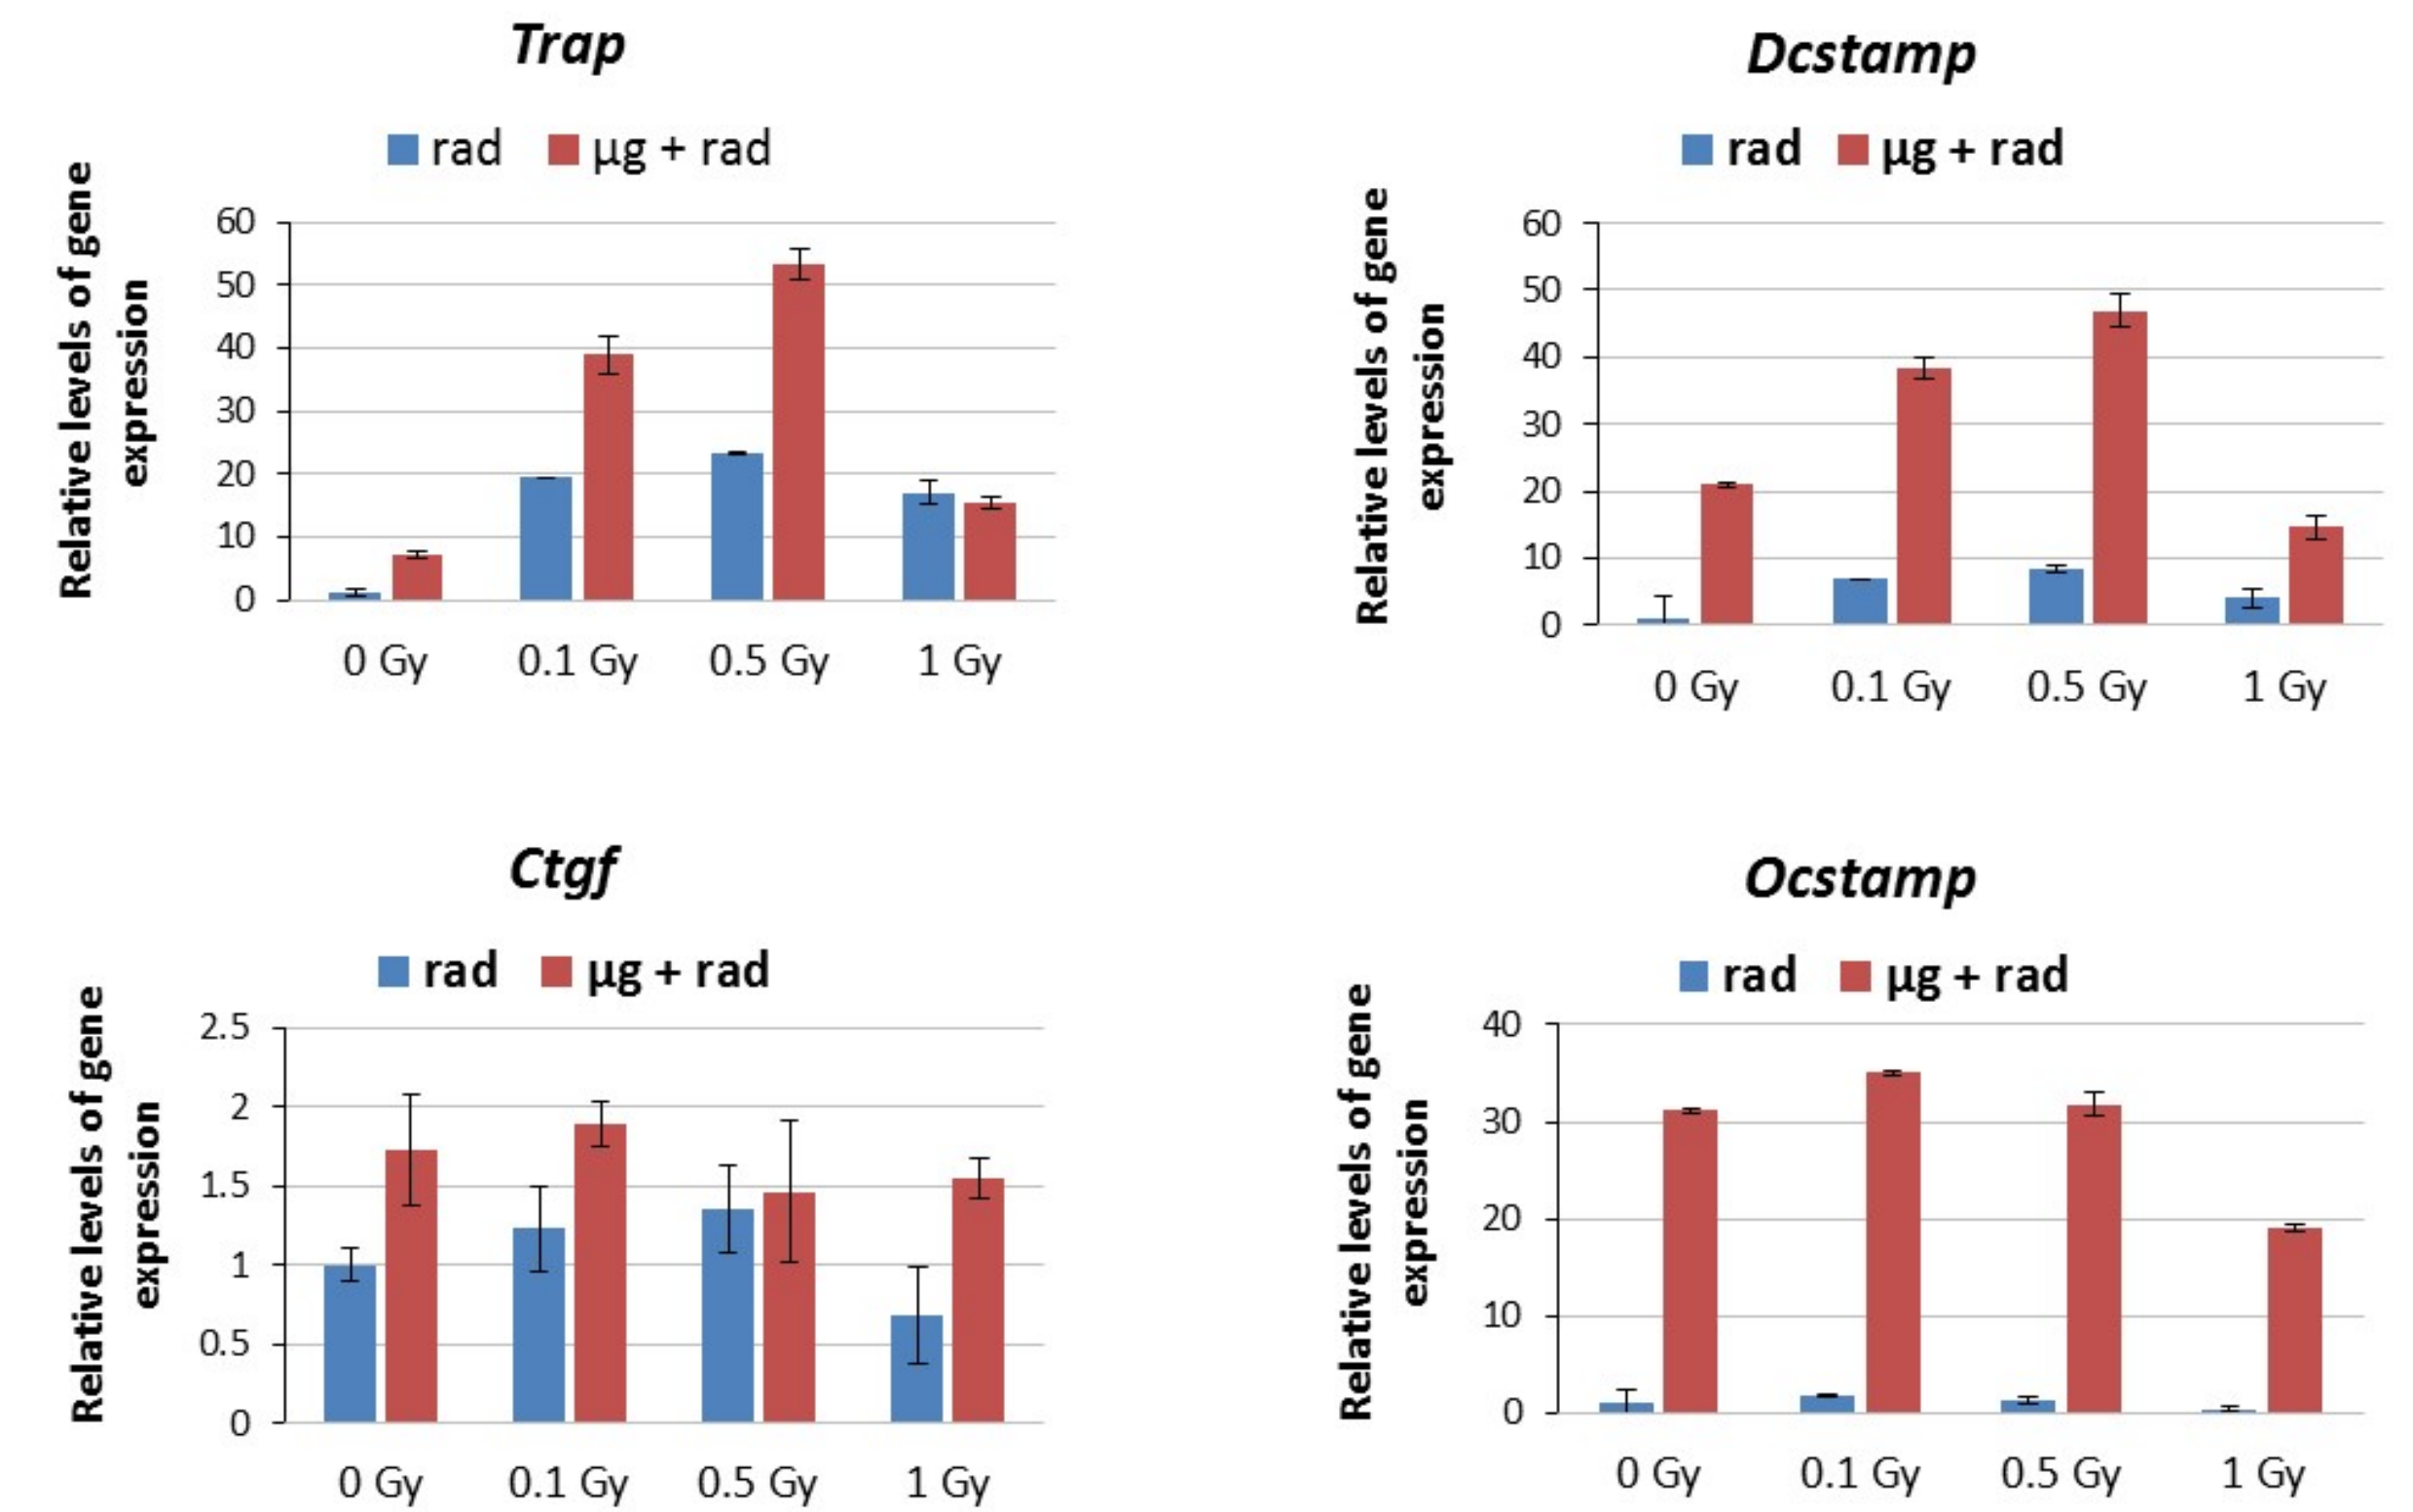 Trap
rad µg + rad
Relative levels of gene
expression
60
50
40
30
20
10
0
0 Gy 0.1 Gy 0.5 Gy 1 Gy
Dcstamp
rad µg + rad
Relative levels of gene
expression
60
50
40
30
20
10
0
0 Gy 0.1 Gy 0.5 Gy 1 Gy
Ctgf
rad µg + rad
Relative levels of gene
expression
2.5
2
1.5
1
0.5
0
0 Gy 0.1 Gy 0.5 Gy 1 Gy
Ocstamp
rad µg + rad
Relative levels of gene
expression
40
30
20
10
0
0 Gy 0.1 Gy 0.5 Gy 1 Gy